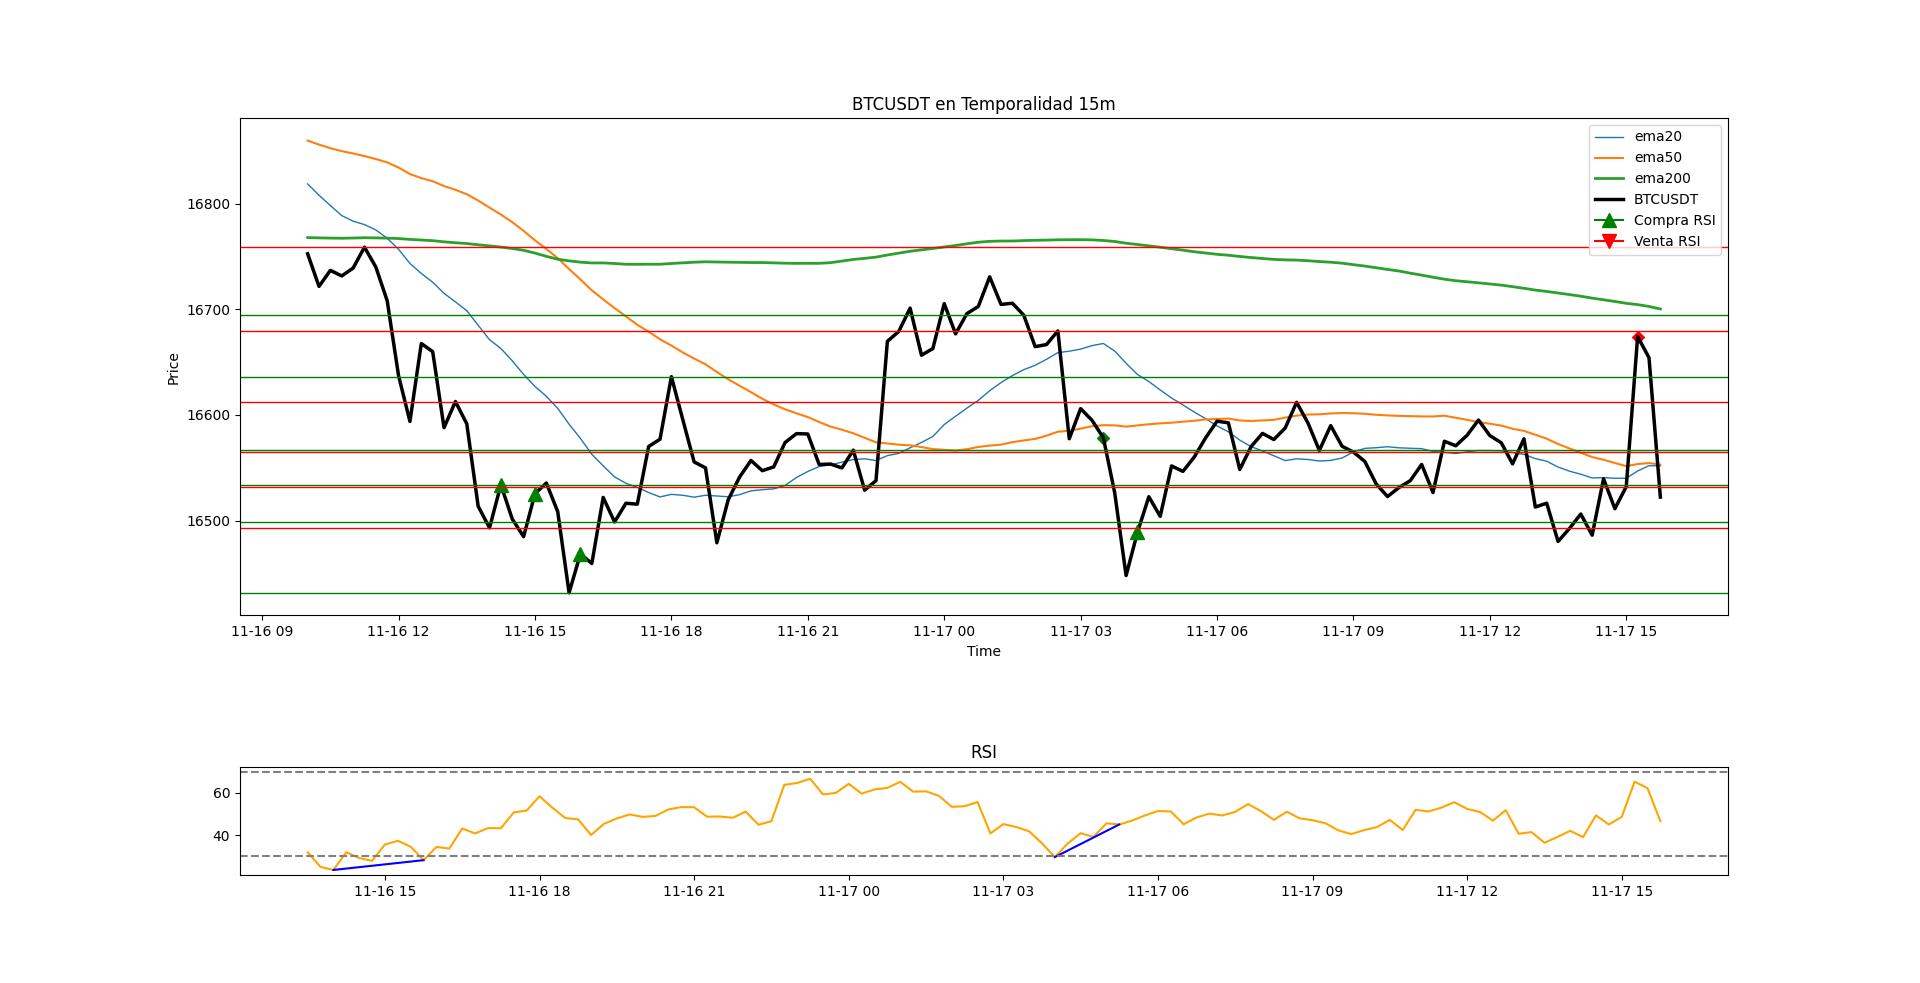 BTCUSDT en Temporalidad 15m
ema20
ema50
ema200
BTCUSDT
Compra RSI
Venta RSI
16800
16700
16600
16500
Price
11-16 09 11-16 12 11-16 15 11-16 18 11-16 21 11-17 00 11-17 03 11-17 06 11-17 09 11-17 12 11-17 15
Time
RSI
60
40
11-16 15 11-16 18 11-16 21 11-17 00 11-17 03 11-17 06 11-17 09 11-17 12 11-17 15